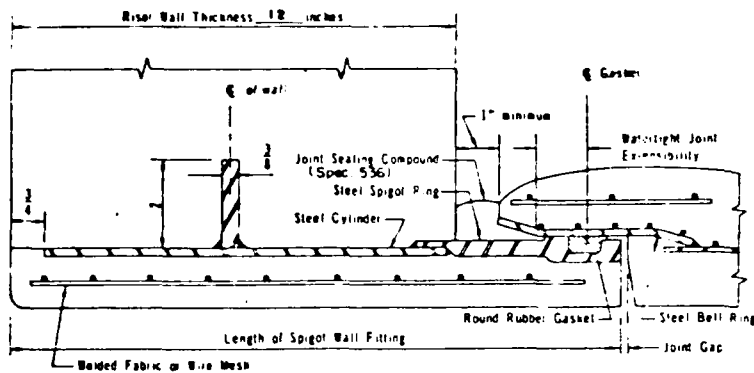 Riser Wall Thickness 12 inches
℄ of wall
℄ Gasket
1" minimum
Watertight Joint
Extensibility
Joint Sealing Compound
(Spec. 536)
Steel Spigot Ring
3/8
2
3/4
Steel Cylinder
Round Rubber Gasket
Steel Bell Ring
Length of Spigot Wall Fitting
Joint Gap
Welded Fabric or Wire Mesh